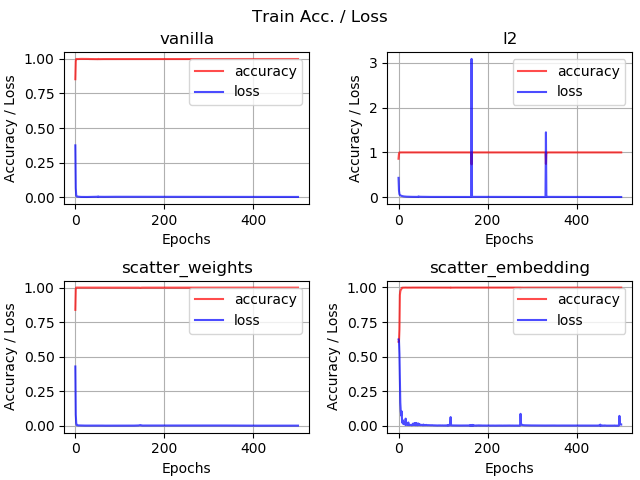 Train Acc. / Loss
vanilla
Accuracy / Loss
1.00
0.75
0.50
0.25
0.00
accuracy
loss
0
200
400
Epochs
l2
Accuracy / Loss
3
2
1
0
accuracy
loss
0
200
400
Epochs
scatter_weights
Accuracy / Loss
1.00
0.75
0.50
0.25
0.00
accuracy
loss
0
200
400
Epochs
scatter_embedding
Accuracy / Loss
1.00
0.75
0.50
0.25
0.00
accuracy
loss
0
200
400
Epochs